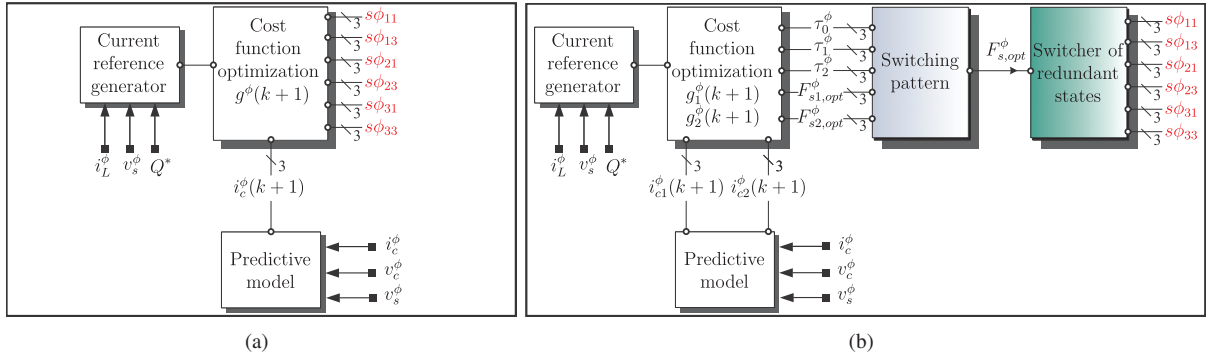 Current
reference
generator
i_L^ϕ v_s^ϕ Q*
Cost
function
optimization
g^ϕ(k+1)
3 sϕ₁₁
3 sϕ₁₃
3 sϕ₂₁
3 sϕ₂₃
3 sϕ₃₁
3 sϕ₃₃
3
i_c^ϕ(k+1)
Predictive
model
i_c^ϕ
v_c^ϕ
v_s^ϕ
(a)
Current
reference
generator
i_L^ϕ v_s^ϕ Q*
Cost
function
optimization
g_1^ϕ(k+1)
g_2^ϕ(k+1)
τ_0^ϕ 3
τ_1^ϕ 3
τ_2^ϕ 3
F_{s1,opt}^ϕ 3
F_{s2,opt}^ϕ 3
Switching
pattern
F_{s,opt}^ϕ
Switcher of
redundant
states
3 sϕ₁₁
3 sϕ₁₃
3 sϕ₂₁
3 sϕ₂₃
3 sϕ₃₁
3 sϕ₃₃
3 3
i_{c1}^ϕ(k+1) i_{c2}^ϕ(k+1)
Predictive
model
i_c^ϕ
v_c^ϕ
v_s^ϕ
(b)